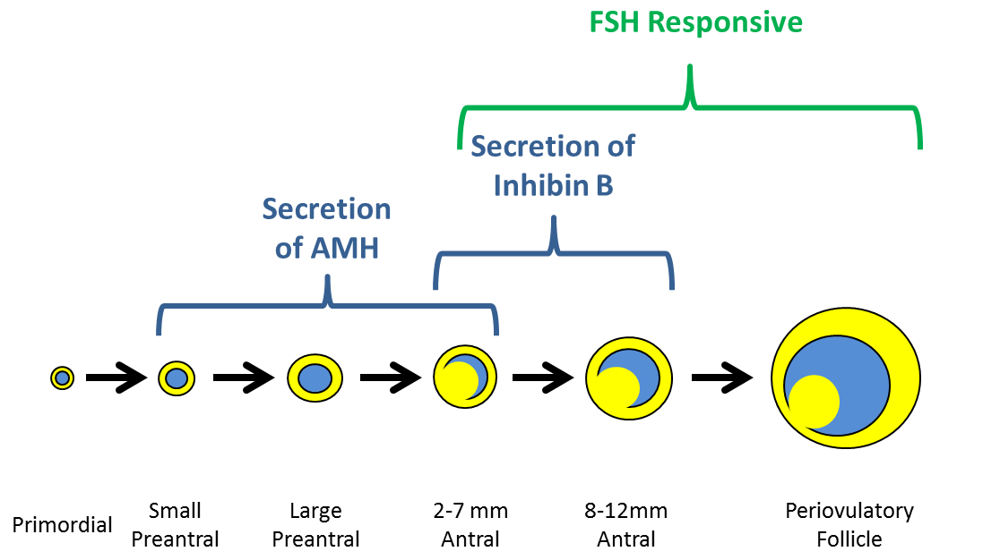 FSH Responsive
Secretion of
Inhibin B
Secretion
of AMH
Primordial
Small
Preantral
Large
Preantral
2-7 mm
Antral
8-12mm
Antral
Periovulatory
Follicle